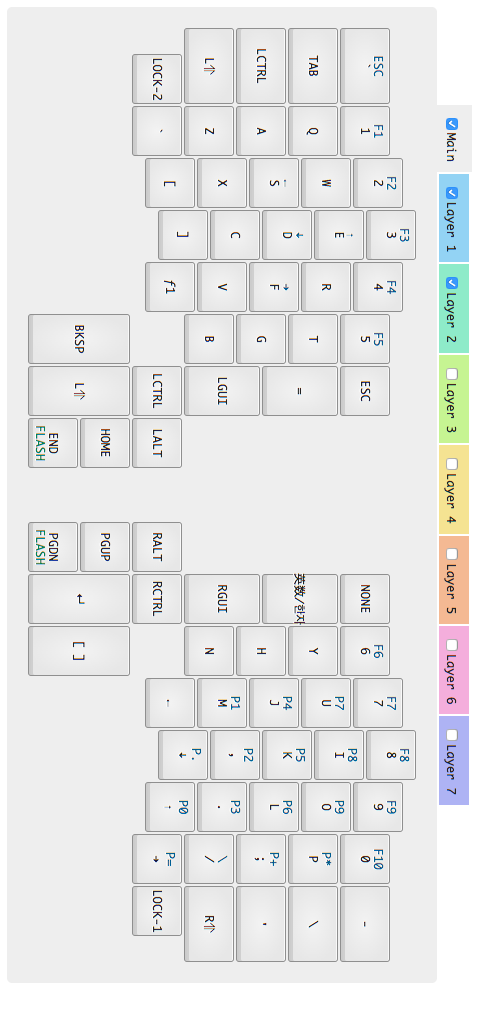 Main
Layer 1
Layer 2
Layer 3
Layer 4
Layer 5
Layer 6
Layer 7
ESC
`
F1
1
F2
2
F3
3
F4
4
F5
5
ESC
NONE
F6
6
F7
7
F8
8
F9
9
F10
0
-
TAB
Q
W
↑
E
R
T
=
英数/한자
Y
P7
U
P8
I
P9
O
P*
P
\
LCTRL
A
←
S
↓
D
→
F
G
H
P4
J
P5
K
P6
L
P+
;
'
L⇑
Z
X
C
V
B
LGUI
RGUI
N
P1
M
P2
,
P3
.
\
/
R⇑
LOCK-2
`
[
]
f1
LCTRL
LALT
RALT
RCTRL
←
P.
↓
P0
↑
P=
→
LOCK-1
HOME
PGUP
BKSP
L⇑
END
FLASH
PGDN
FLASH
↵
[ ]